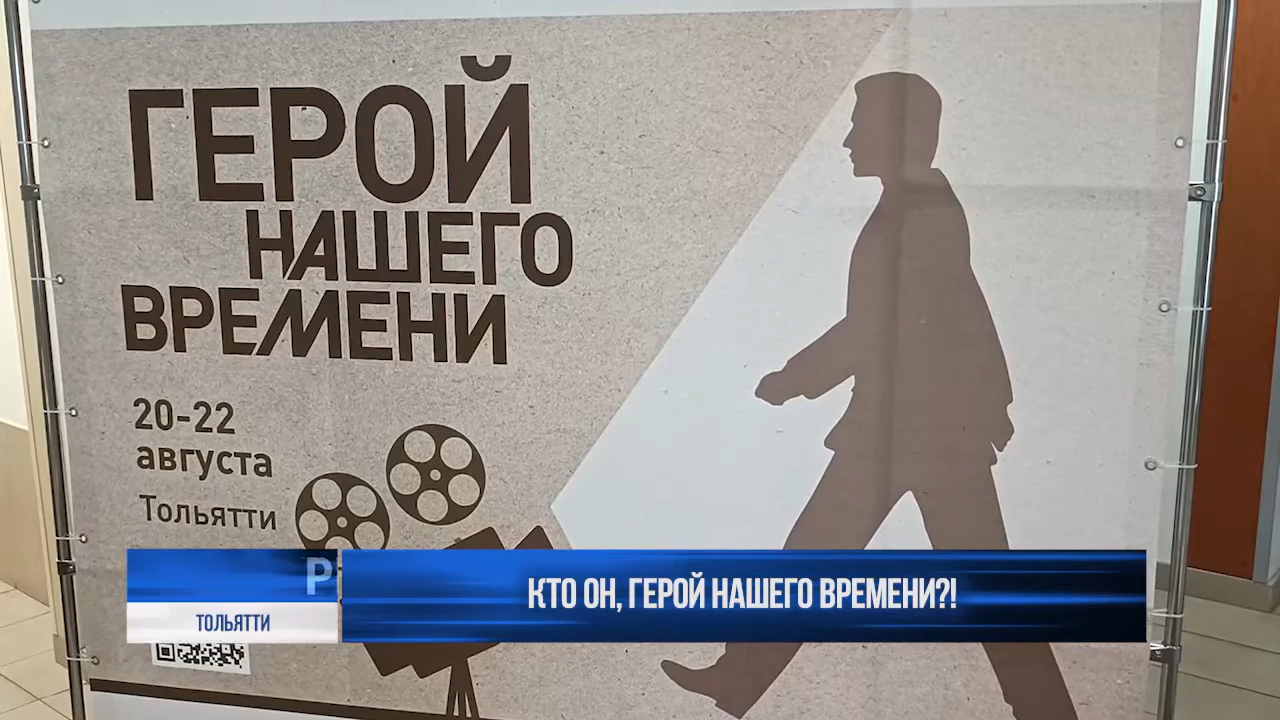 ГЕРОЙ
НАШЕГО
ВРЕМЕНИ
20-22
августа
Тольятти
КТО ОН, ГЕРОЙ НАШЕГО ВРЕМЕНИ?!
ТОЛЬЯТТИ